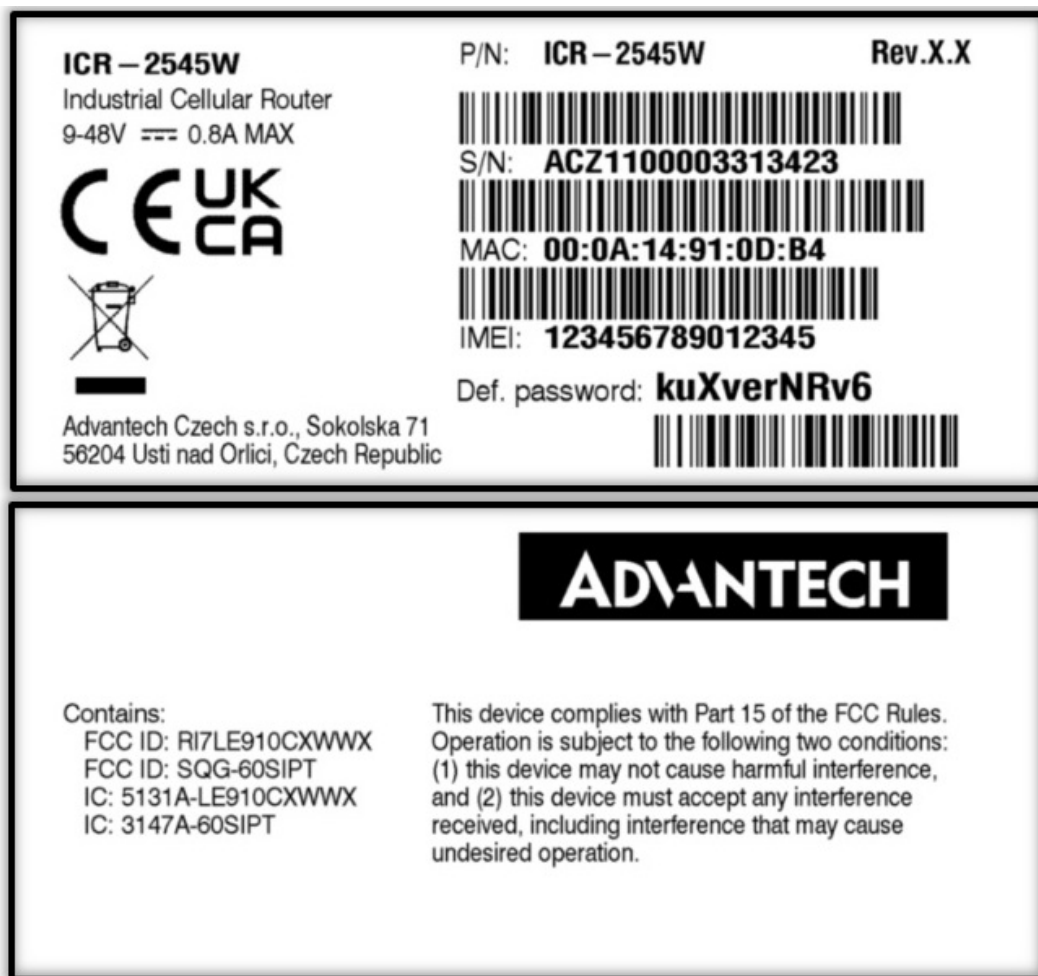 ICR – 2545W
Industrial Cellular Router
9-48V ⎓ 0.8A MAX
CE UK
CA
Advantech Czech s.r.o., Sokolska 71
56204 Usti nad Orlici, Czech Republic
P/N: ICR – 2545W Rev.X.X
S/N: ACZ1100003313423
MAC: 00:0A:14:91:0D:B4
IMEI: 123456789012345
Def. password: kuXverNRv6
ADVANTECH
Contains:
FCC ID: RI7LE910CXWWX
FCC ID: SQG-60SIPT
IC: 5131A-LE910CXWWX
IC: 3147A-60SIPT
This device complies with Part 15 of the FCC Rules.
Operation is subject to the following two conditions:
(1) this device may not cause harmful interference,
and (2) this device must accept any interference
received, including interference that may cause
undesired operation.